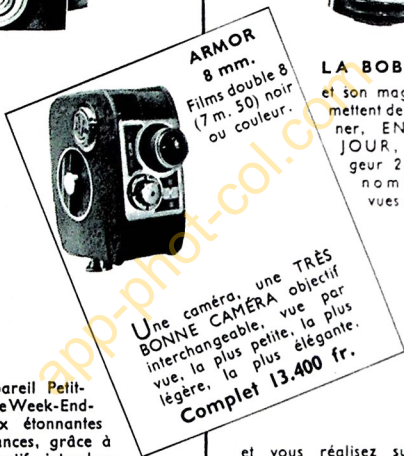 ARMOR
8 mm.
Films double 8
(7 m. 50) noir
ou couleur.
Une caméra, une TRÈS
BONNE CAMÉRA objectif
interchangeable, vue par
vue, la plus petite, la plus
légère, la plus élégante.
Complet 13.400 fr.
LA BOB
et son mag
mettent de
ner, EN
JOUR,
geur 2
nom
vues
areil Petit-
e Week-End-
x étonnantes
ances, grâce à
et vous réalisez su
app-phot-col.com